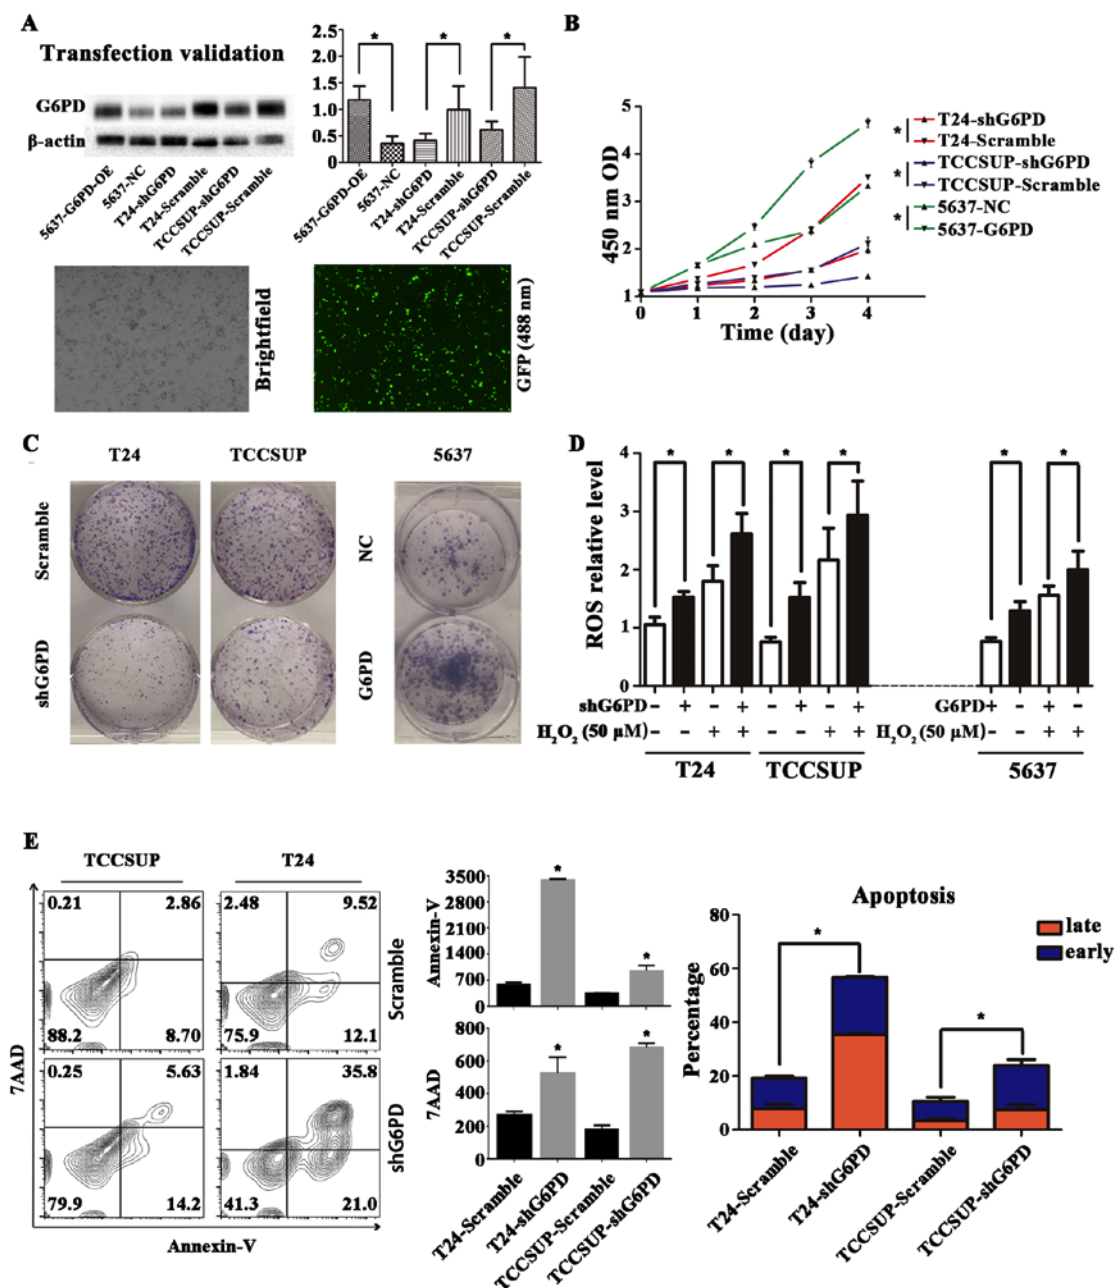 A
Transfection validation
G6PD
β-actin
5637-G6PD-OE
5637-NC
T24-shG6PD
T24-Scramble
TCCSUP-shG6PD
TCCSUP-Scramble
2.5
2.0
1.5
1.0
0.5
0
* * *
5637-G6PD-OE
5637-NC
T24-shG6PD
T24-Scramble
TCCSUP-shG6PD
TCCSUP-Scramble
Brightfield
GFP (488 nm)
B
450 nm OD
5
4
3
2
1
0 1 2 3 4
Time (day)
* T24-shG6PD
T24-Scramble
* TCCSUP-shG6PD
TCCSUP-Scramble
* 5637-NC
5637-G6PD
C
T24 TCCSUP 5637
Scramble
NC
shG6PD
G6PD
D
ROS relative level
4
3
2
1
0
* * * * * *
shG6PD - + - + - + - +
H₂O₂ (50 μM) - - + + - - + +
T24 TCCSUP
G6PD + - + -
H₂O₂ (50 μM) - - + +
5637
E
TCCSUP T24
7AAD
0.21 2.86
88.2 8.70
2.48 9.52
75.9 12.1
Scramble
0.25 5.63
79.9 14.2
1.84 35.8
41.3 21.0
shG6PD
Annexin-V
Annexin-V
3500
2800
2100
1400
700
0
* *
7AAD
800
600
400
200
0
* *
T24-Scramble
T24-shG6PD
TCCSUP-Scramble
TCCSUP-shG6PD
Apoptosis
late
early
Percentage
80
60
40
20
0
* *
T24-Scramble
T24-shG6PD
TCCSUP-Scramble
TCCSUP-shG6PD